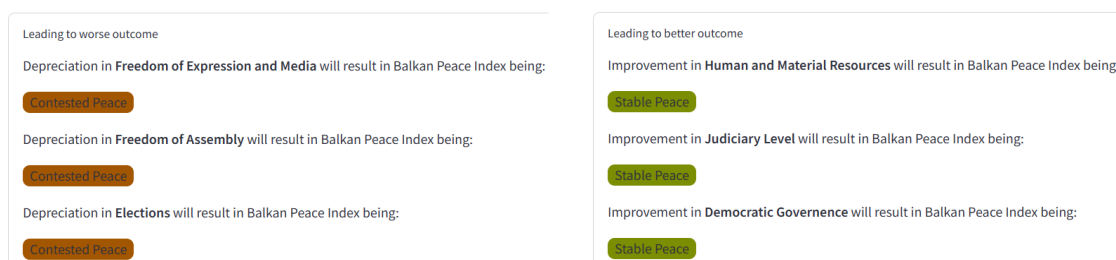 Leading to worse outcome
Depreciation in Freedom of Expression and Media will result in Balkan Peace Index being:
Contested Peace
Depreciation in Freedom of Assembly will result in Balkan Peace Index being:
Contested Peace
Depreciation in Elections will result in Balkan Peace Index being:
Contested Peace
Leading to better outcome
Improvement in Human and Material Resources will result in Balkan Peace Index being
Stable Peace
Improvement in Judiciary Level will result in Balkan Peace Index being:
Stable Peace
Improvement in Democratic Governence will result in Balkan Peace Index being:
Stable Peace